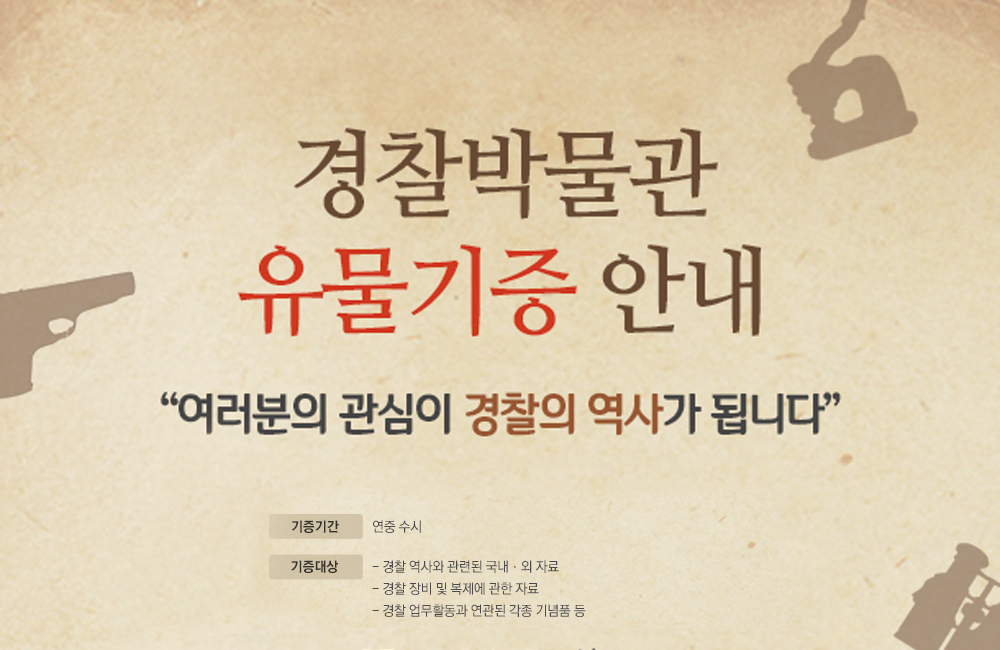 경찰박물관
유물기증 안내
“여러분의 관심이 경찰의 역사가 됩니다”
기증기간 연중 수시
기증대상 - 경찰 역사와 관련된 국내 · 외 자료
- 경찰 장비 및 복제에 관한 자료
- 경찰 업무활동과 연관된 각종 기념품 등